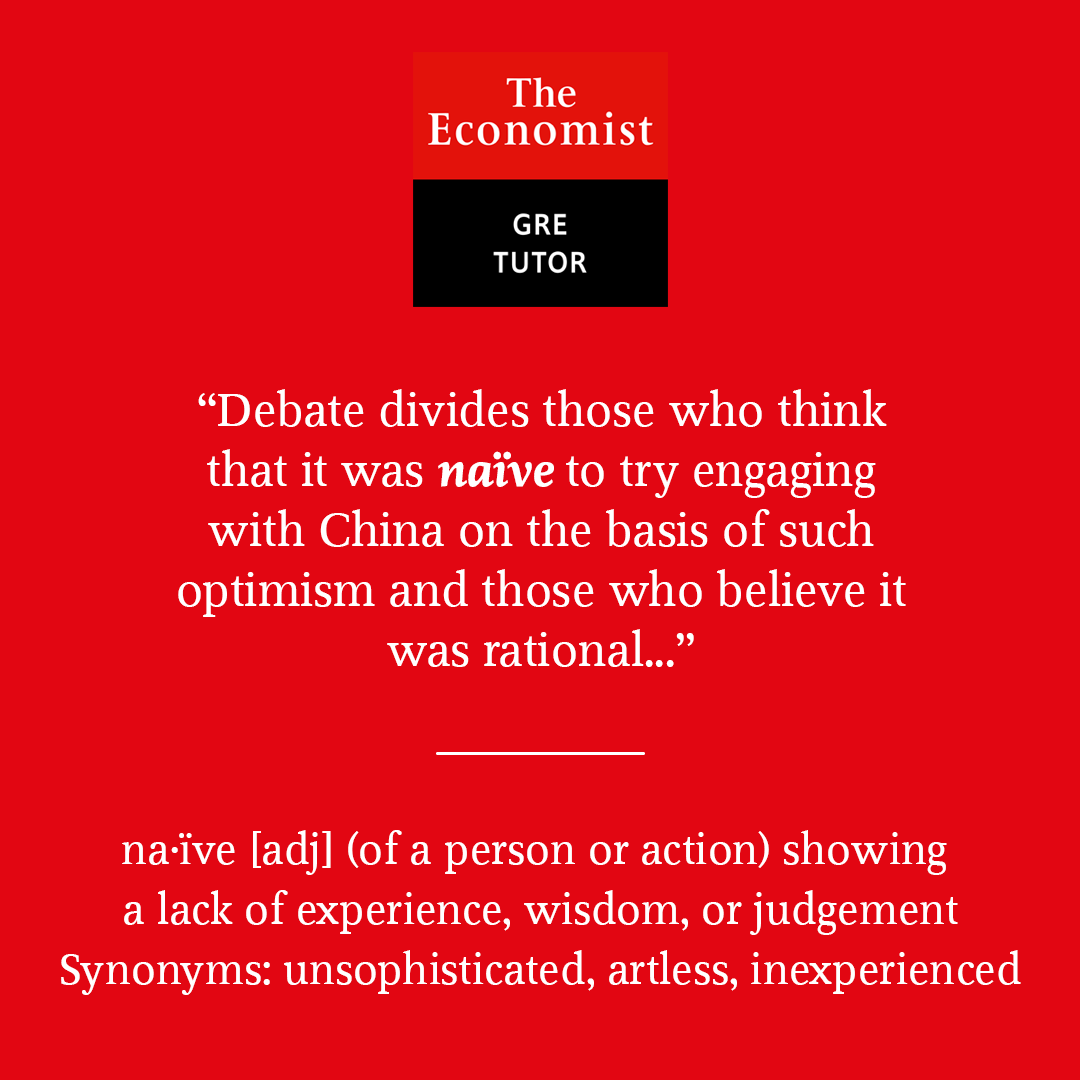 The
Economist
GRE
TUTOR
“Debate divides those who think
that it was naïve to try engaging
with China on the basis of such
optimism and those who believe it
was rational...”
na·ïve [adj] (of a person or action) showing
a lack of experience, wisdom, or judgement
Synonyms: unsophisticated, artless, inexperienced